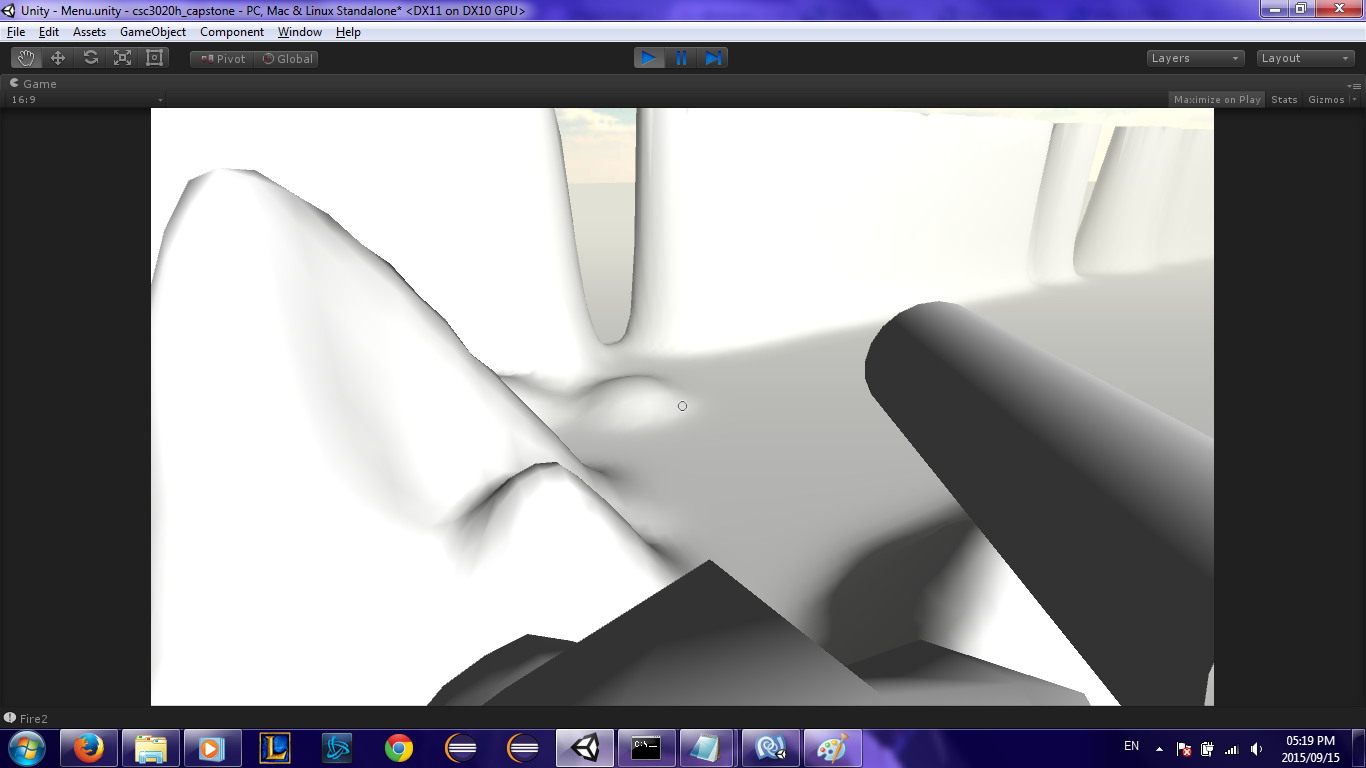 Unity - Menu.unity - csc3020h_capstone - PC, Mac & Linux Standalone* <DX11 on DX10 GPU>
File Edit Assets GameObject Component Window Help
Pivot Global Layers Layout
Game
16:9 Maximize on Play Stats Gizmos
Fire2
C:\_
EN 05:19 PM
2015/09/15